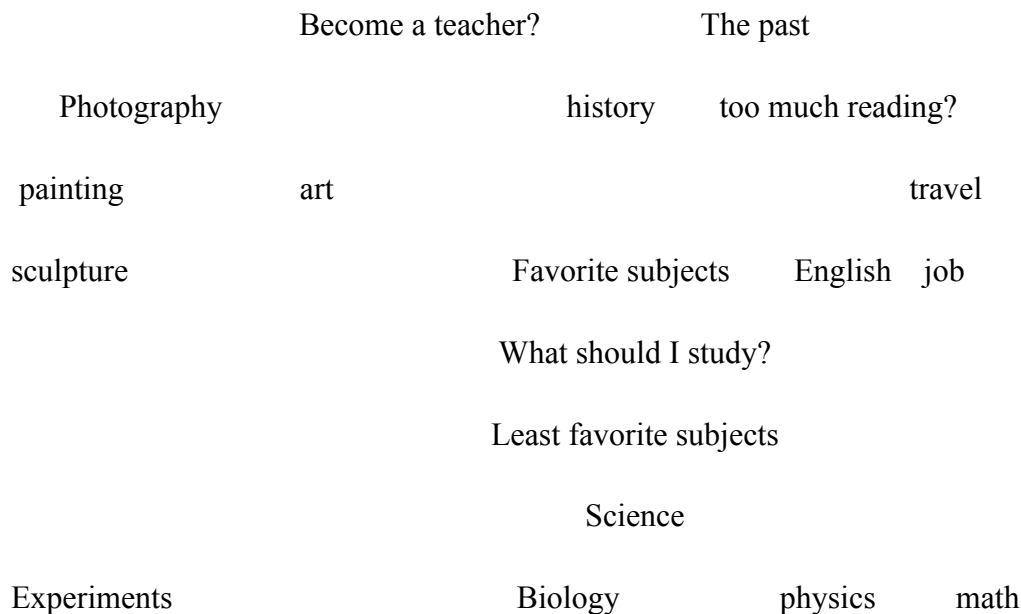 Become a teacher? The past
Photography history too much reading?
painting art travel
sculpture Favorite subjects English job
What should I study?
Least favorite subjects
Science
Experiments Biology physics math